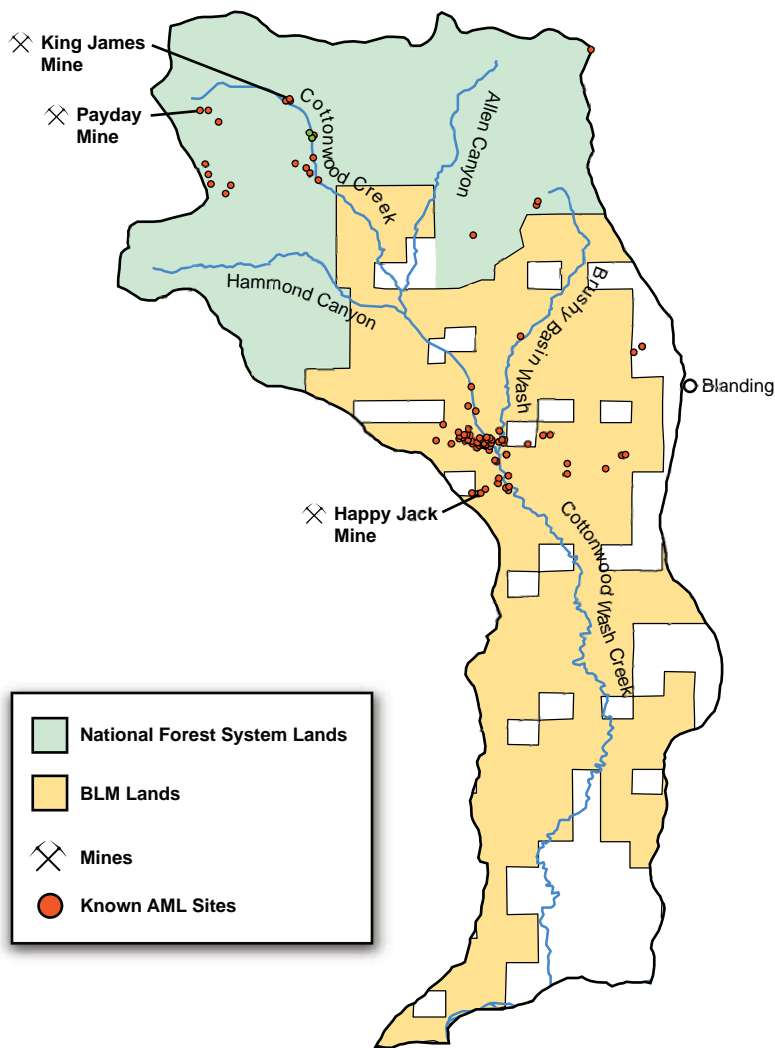 King James
Mine
Payday
Mine
Cottonwood Creek
Allen Canyon
Hammond Canyon
Brushy Basin Wash
Blanding
Happy Jack
Mine
Cottonwood Wash Creek
National Forest System Lands
BLM Lands
Mines
Known AML Sites